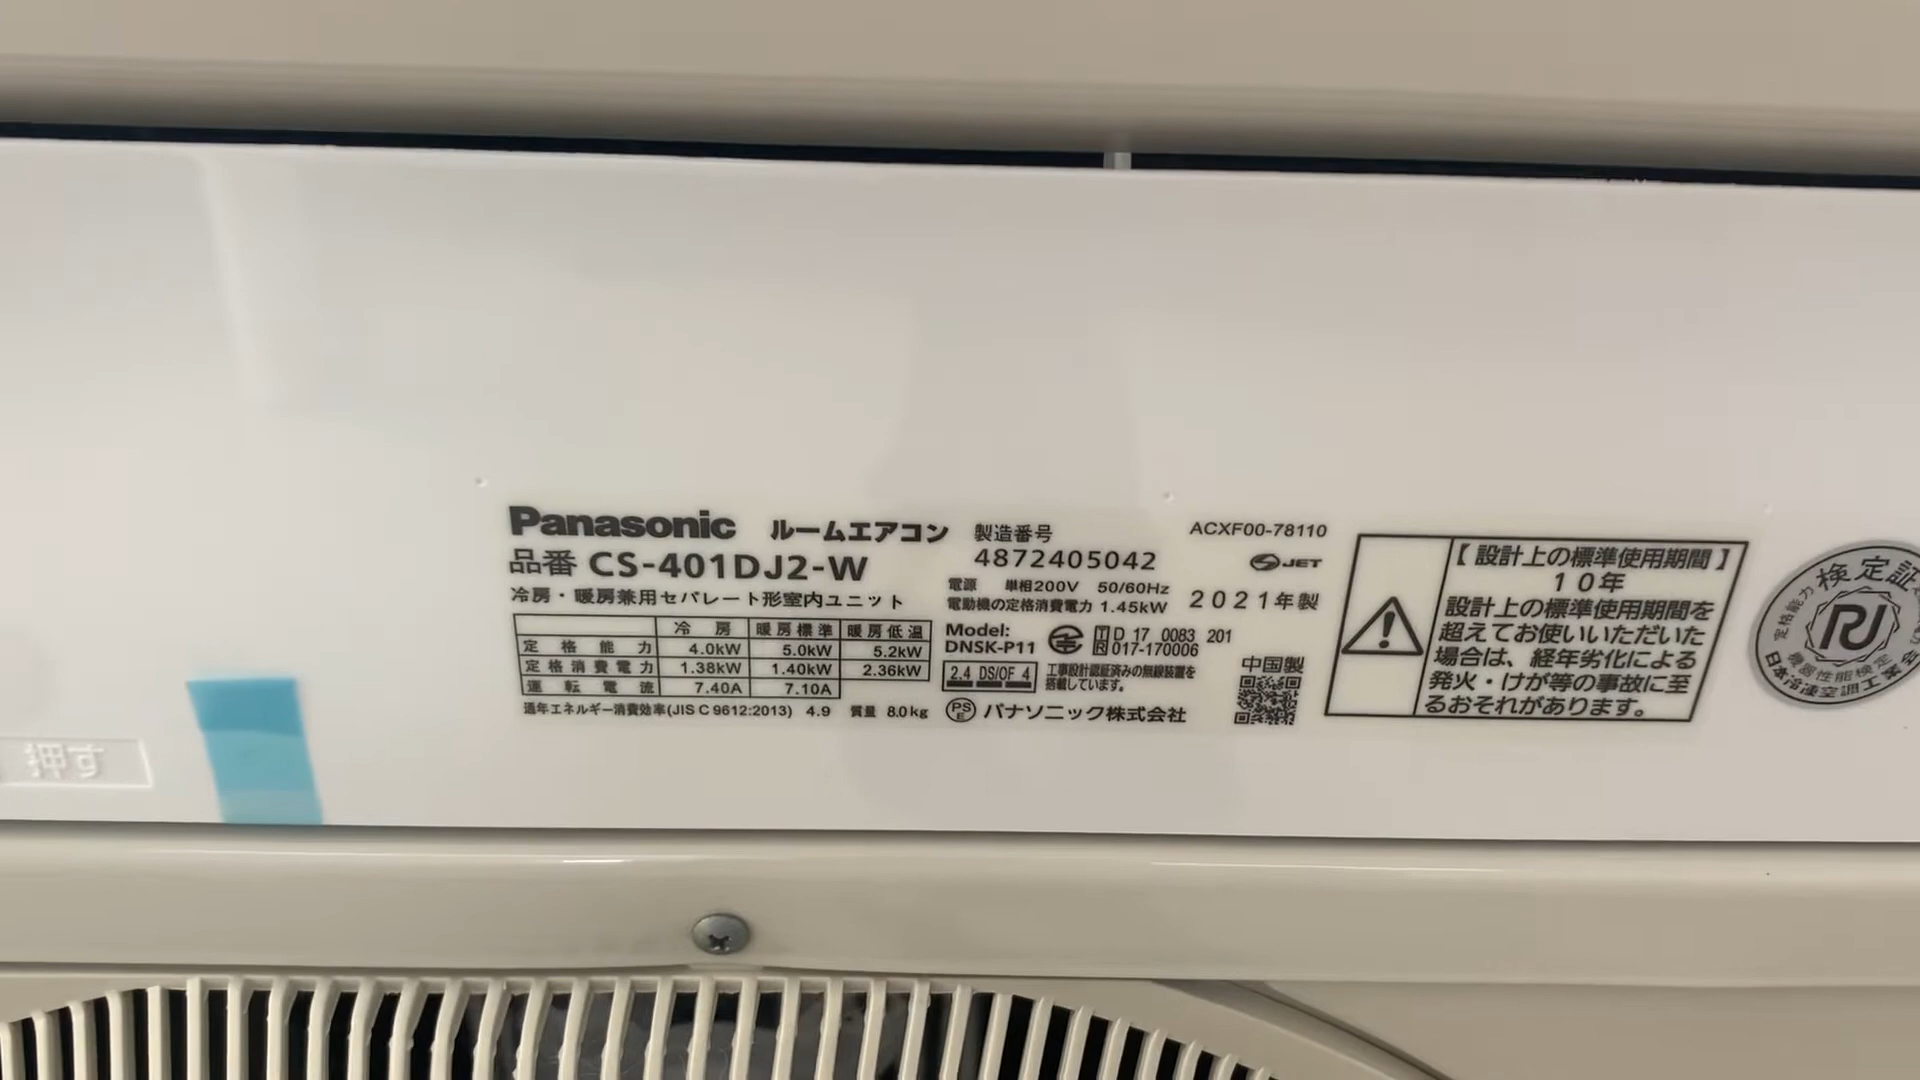 Panasonic ルームエアコン
品番 CS-401DJ2-W
冷房・暖房兼用セパレート形室内ユニット
冷房 暖房標準 暖房低温
定格能力 4.0kW 5.0kW 5.2kW
定格消費電力 1.38kW 1.40kW 2.36kW
運転電流 7.40A 7.10A
通年エネルギー消費効率(JIS C 9612:2013) 4.9 質量 8.0kg
製造番号
4872405042
電源 単相200V 50/60Hz
電動機の定格消費電力 1.45kW
Model:
DNSK-P11
T D 17 0083 201
R 017-170006
2.4 DS/OF 4
工事設計認証済みの無線装置を
搭載しています。
PS
E
パナソニック株式会社
ACXF00-78110
JET
2021年製
中国製
【設計上の標準使用期間】
10年
設計上の標準使用期間を
超えてお使いいただいた
場合は、経年劣化による
発火・けが等の事故に至
るおそれがあります。
検定証
定格能力
機器性能検定
日本冷凍空調工業会
押す